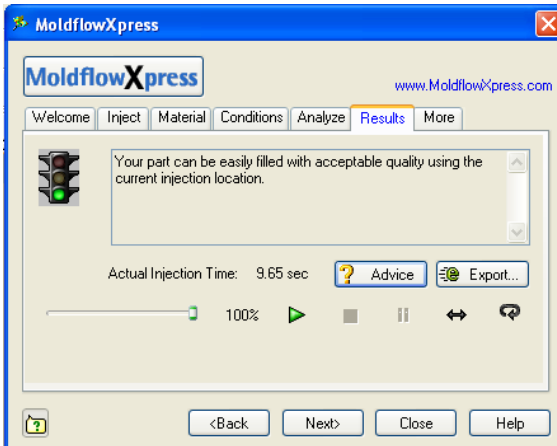 MoldflowXpress
MoldflowXpress
www.MoldflowXpress.com
Welcome Inject Material Conditions Analyze Results More
Your part can be easily filled with acceptable quality using the
current injection location.
Actual Injection Time: 9.65 sec ? Advice Export...
100%
? <Back Next> Close Help